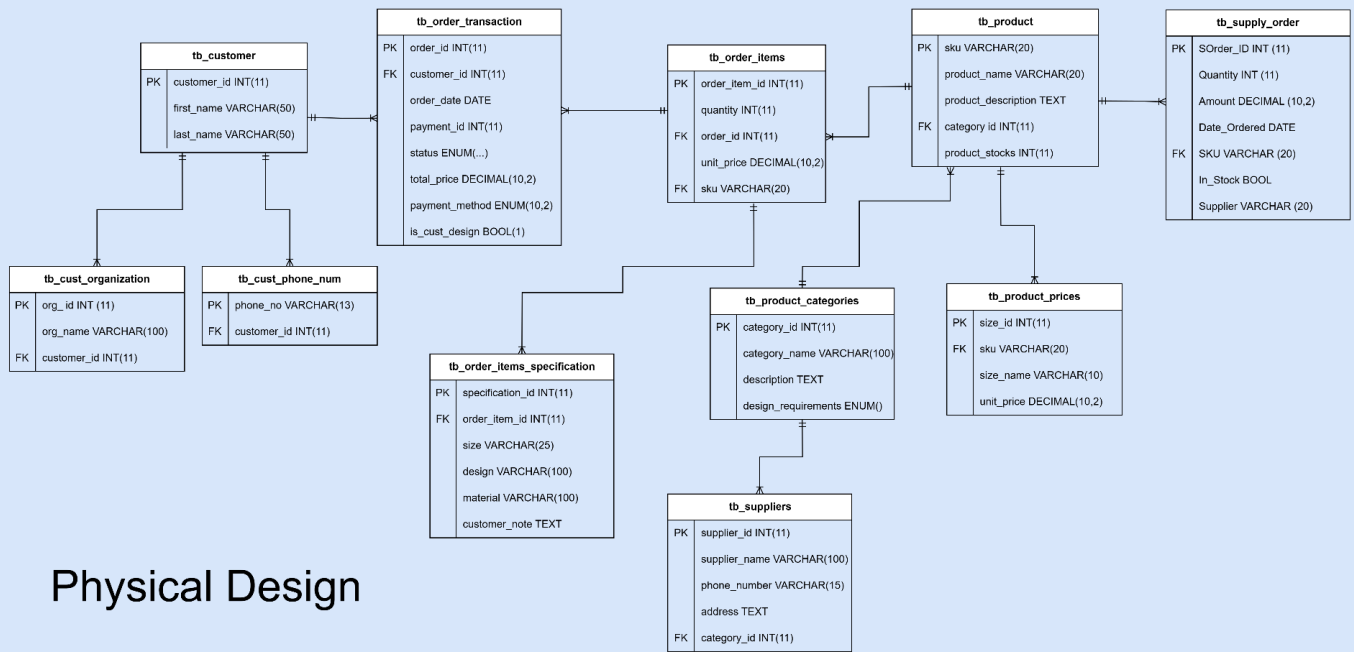 tb_customer
PK customer_id INT(11)
first_name VARCHAR(50)
last_name VARCHAR(50)
tb_order_transaction
PK order_id INT(11)
FK customer_id INT(11)
order_date DATE
payment_id INT(11)
status ENUM(...)
total_price DECIMAL(10,2)
payment_method ENUM(10,2)
is_cust_design BOOL(1)
tb_order_items
PK order_item_id INT(11)
quantity INT(11)
FK order_id INT(11)
unit_price DECIMAL(10,2)
FK sku VARCHAR(20)
tb_product
PK sku VARCHAR(20)
product_name VARCHAR(20)
product_description TEXT
FK category id INT(11)
product_stocks INT(11)
tb_supply_order
PK SOrder_ID INT (11)
Quantity INT (11)
Amount DECIMAL (10,2)
Date_Ordered DATE
FK SKU VARCHAR (20)
In_Stock BOOL
Supplier VARCHAR (20)
tb_cust_organization
PK org_id INT (11)
org_name VARCHAR(100)
FK customer_id INT(11)
tb_cust_phone_num
PK phone_no VARCHAR(13)
FK customer_id INT(11)
tb_order_items_specification
PK specification_id INT(11)
FK order_item_id INT(11)
size VARCHAR(25)
design VARCHAR(100)
material VARCHAR(100)
customer_note TEXT
tb_product_categories
PK category_id INT(11)
category_name VARCHAR(100)
description TEXT
design_requirements ENUM()
tb_product_prices
PK size_id INT(11)
FK sku VARCHAR(20)
size_name VARCHAR(10)
unit_price DECIMAL(10,2)
tb_suppliers
PK supplier_id INT(11)
supplier_name VARCHAR(100)
phone_number VARCHAR(15)
address TEXT
FK category_id INT(11)
Physical Design